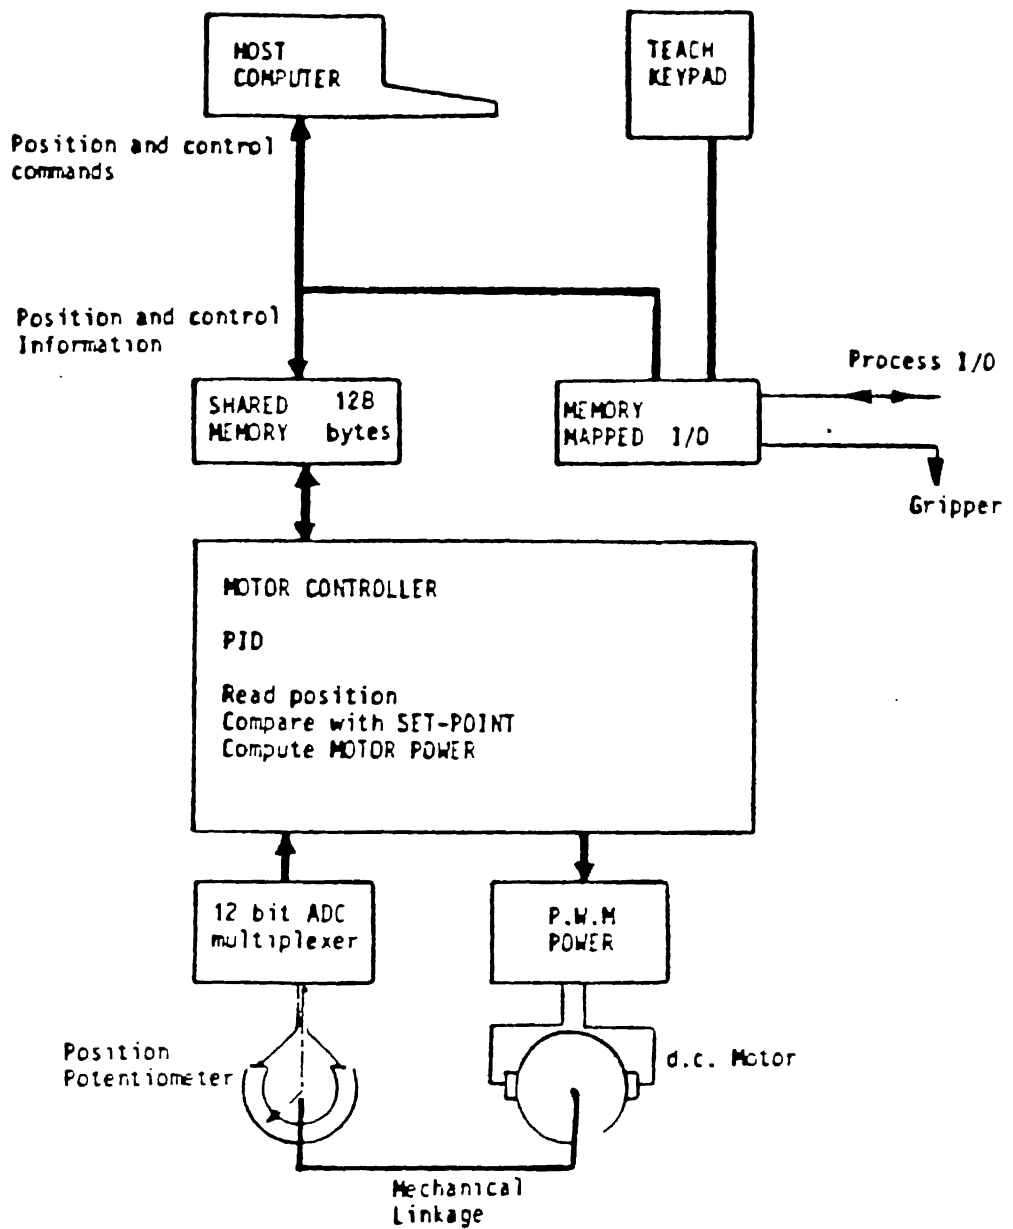 HOST
COMPUTER
TEACH
KEYPAD
Position and control
commands
Position and control
Information
Process I/O
SHARED 128
MEMORY bytes
MEMORY
MAPPED I/O
Gripper
MOTOR CONTROLLER
PID
Read position
Compare with SET-POINT
Compute MOTOR POWER
12 bit ADC
multiplexer
P.W.M
POWER
Position
Potentiometer
d.c. Motor
Mechanical
Linkage